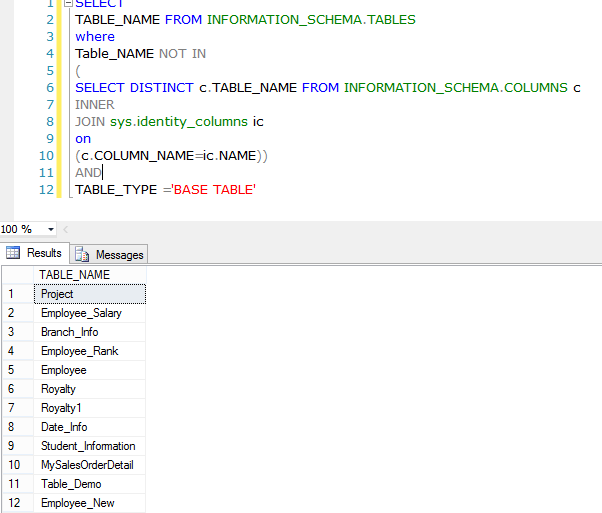 1 SELECT
2 TABLE_NAME FROM INFORMATION_SCHEMA.TABLES
3 where
4 Table_NAME NOT IN
5 (
6 SELECT DISTINCT c.TABLE_NAME FROM INFORMATION_SCHEMA.COLUMNS c
7 INNER
8 JOIN sys.identity_columns ic
9 on
10 (c.COLUMN_NAME=ic.NAME))
11 AND
12 TABLE_TYPE ='BASE TABLE'
100 %
Results Messages
TABLE_NAME
1 Project
2 Employee_Salary
3 Branch_Info
4 Employee_Rank
5 Employee
6 Royalty
7 Royalty1
8 Date_Info
9 Student_Information
10 MySalesOrderDetail
11 Table_Demo
12 Employee_New